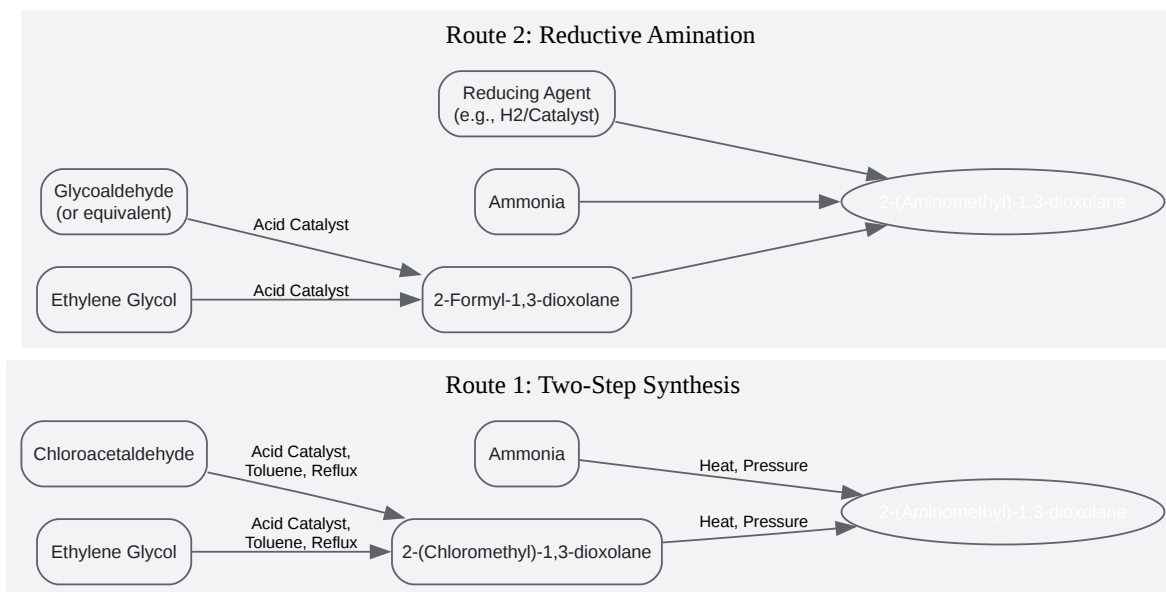 Route 2: Reductive Amination
Reducing Agent
(e.g., H2/Catalyst)
Glycoaldehyde
(or equivalent)
Acid Catalyst
Ammonia
2-(Aminomethyl)-1,3-dioxolane
Ethylene Glycol
Acid Catalyst
2-Formyl-1,3-dioxolane
Route 1: Two-Step Synthesis
Chloroacetaldehyde
Acid Catalyst,
Toluene, Reflux
Ammonia
Heat, Pressure
2-(Aminomethyl)-1,3-dioxolane
Ethylene Glycol
Acid Catalyst,
Toluene, Reflux
2-(Chloromethyl)-1,3-dioxolane
Heat, Pressure